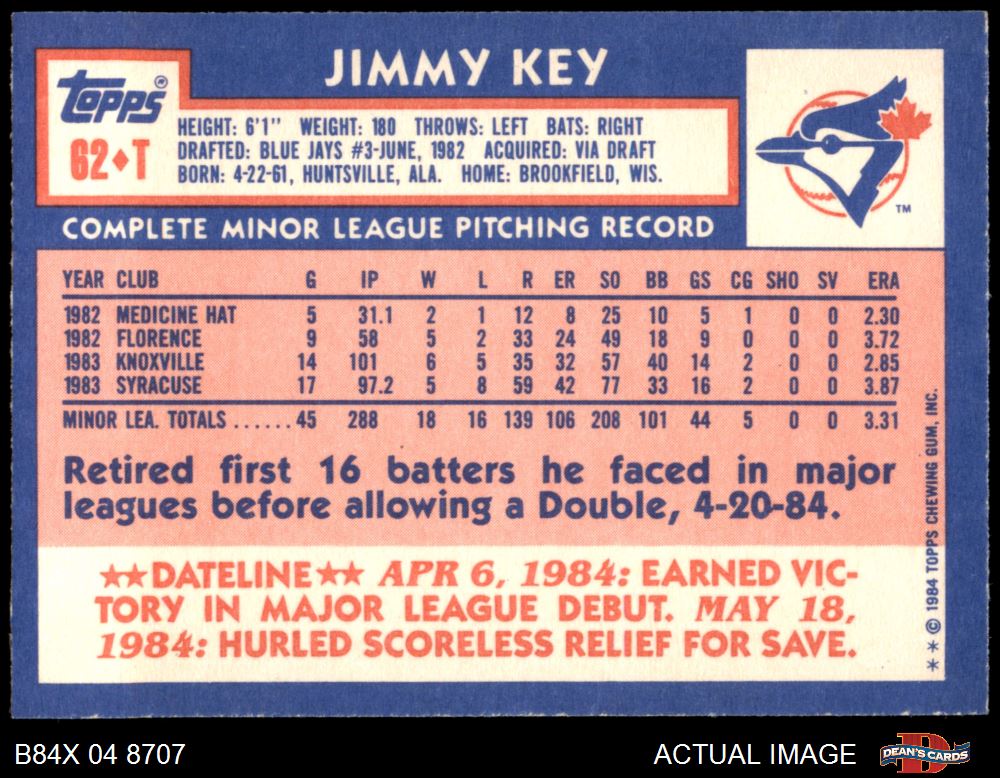 JIMMY KEY
Topps ®
62♦T
HEIGHT: 6'1" WEIGHT: 180 THROWS: LEFT BATS: RIGHT
DRAFTED: BLUE JAYS #3-JUNE, 1982 ACQUIRED: VIA DRAFT
BORN: 4-22-61, HUNTSVILLE, ALA. HOME: BROOKFIELD, WIS.
TM
COMPLETE MINOR LEAGUE PITCHING RECORD
YEAR CLUB G IP W L R ER SO BB GS CG SHO SV ERA
1982 MEDICINE HAT 5 31.1 2 1 12 8 25 10 5 1 0 0 2.30
1982 FLORENCE 9 58 5 2 33 24 49 18 9 0 0 0 3.72
1983 KNOXVILLE 14 101 6 5 35 32 57 40 14 2 0 0 2.85
1983 SYRACUSE 17 97.2 5 8 59 42 77 33 16 2 0 0 3.87
MINOR LEA. TOTALS ...... 45 288 18 16 139 106 208 101 44 5 0 0 3.31
Retired first 16 batters he faced in major
leagues before allowing a Double, 4-20-84.
★★DATELINE★★ APR 6, 1984: EARNED VIC-
TORY IN MAJOR LEAGUE DEBUT. MAY 18,
1984: HURLED SCORELESS RELIEF FOR SAVE.
** © 1984 TOPPS CHEWING GUM, INC.
B84X 04 8707
ACTUAL IMAGE
D
DEAN'S CARDS